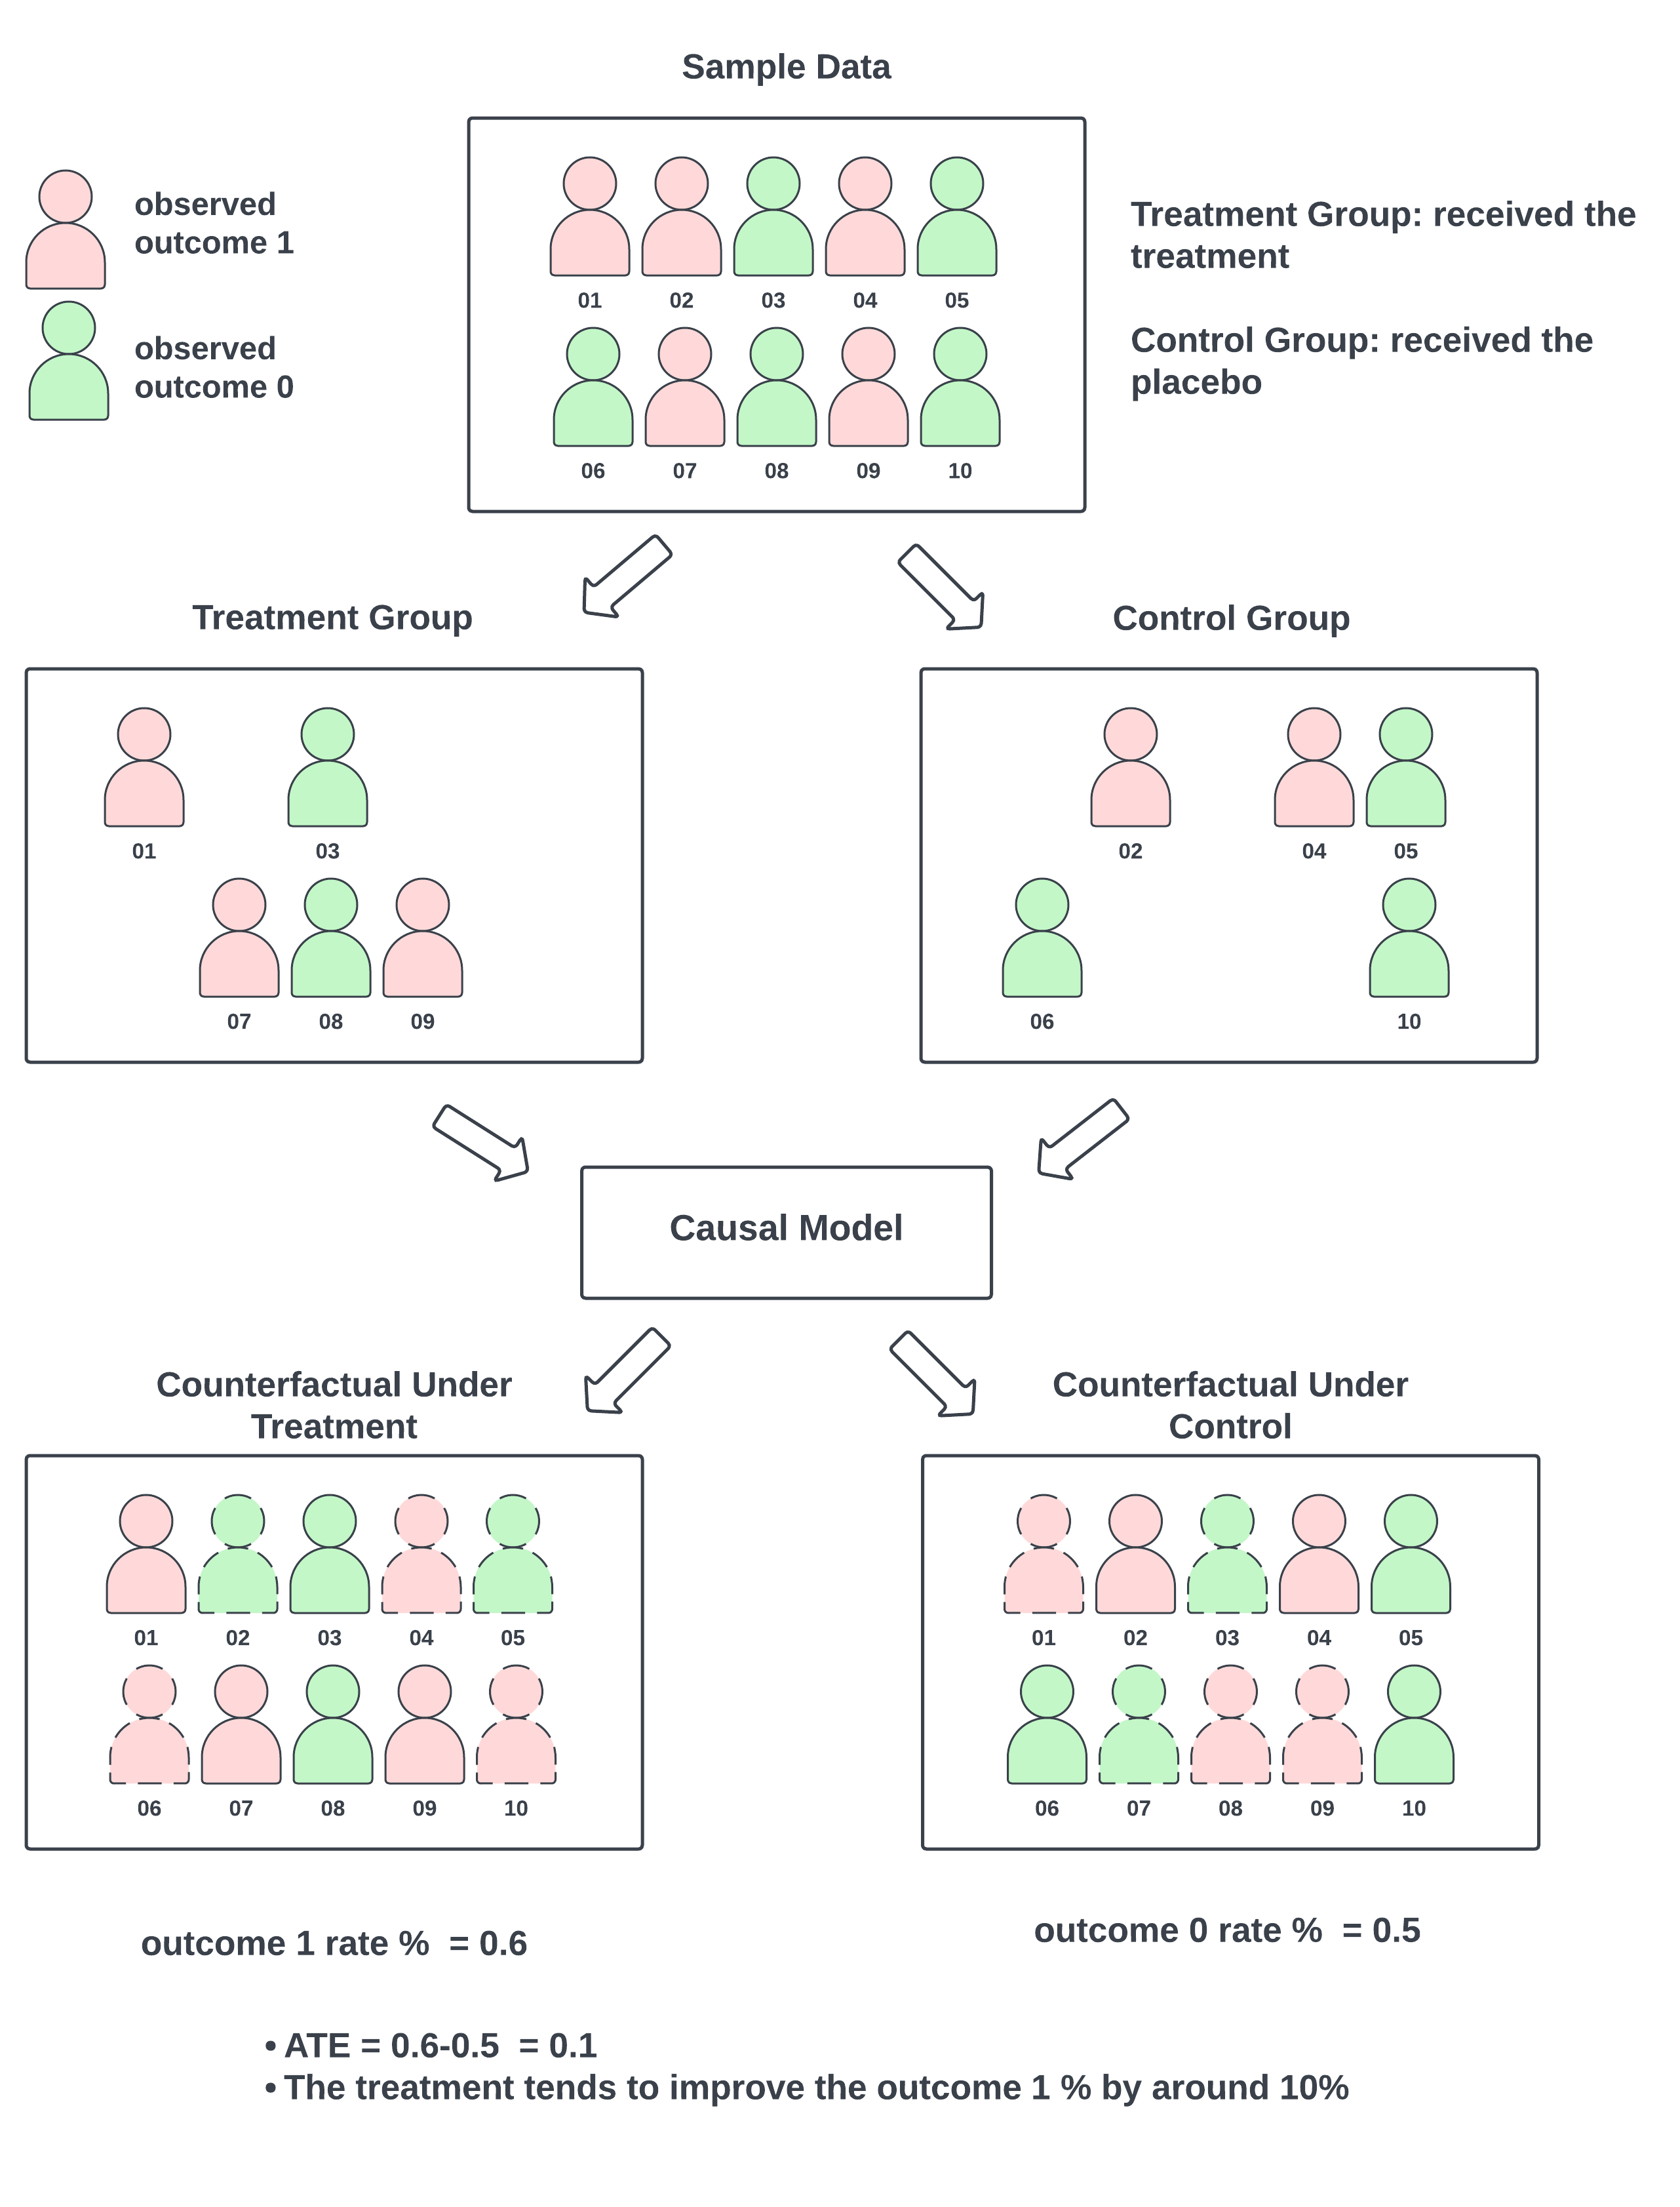 Sample Data
observed
outcome 1
observed
outcome 0
01 02 03 04 05
06 07 08 09 10
Treatment Group: received the
treatment
Control Group: received the
placebo
Treatment Group
01 03
07 08 09
Control Group
02 04 05
06 10
Causal Model
Counterfactual Under
Treatment
01 02 03 04 05
06 07 08 09 10
outcome 1 rate % = 0.6
Counterfactual Under
Control
01 02 03 04 05
06 07 08 09 10
outcome 0 rate % = 0.5
• ATE = 0.6-0.5 = 0.1
• The treatment tends to improve the outcome 1 % by around 10%